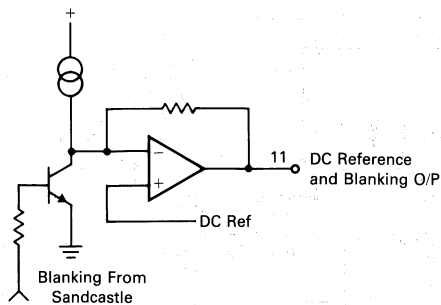 +
−
+
11
DC Reference
and Blanking O/P
DC Ref
Blanking From
Sandcastle